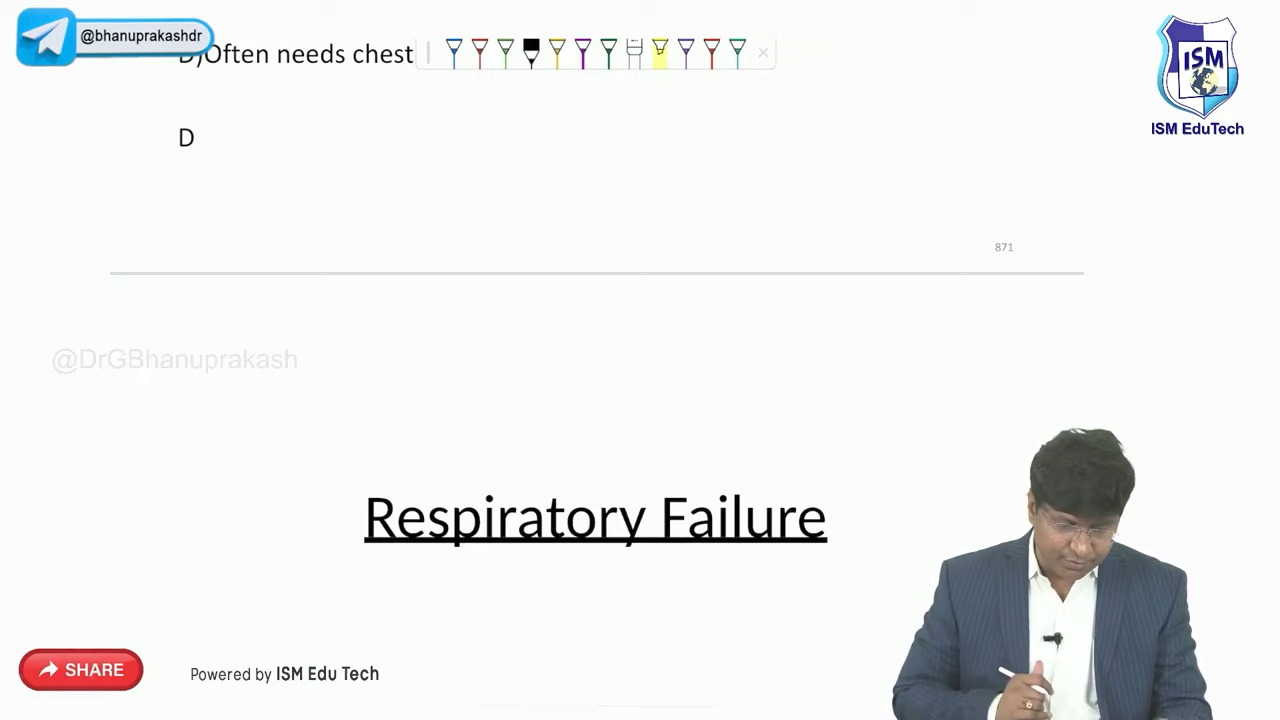 @bhanuprakashdr
D)Often needs chest
ISM
ISM EduTech
D
871
@DrGBhanuprakash
Respiratory Failure
SHARE
Powered by ISM Edu Tech